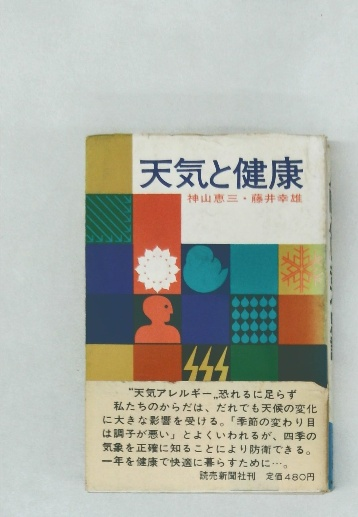 天気と健康
神山恵三・藤井幸雄
“天気アレルギー„恐れるに足らず
私たちのからだは、だれでも天候の変化
に大きな影響を受ける。「季節の変わり目
は調子が悪い」とよくいわれるが、四季の
気象を正確に知ることにより防衛できる。
一年を健康で快適に暮らすために…。
読売新聞社刊 定価480円